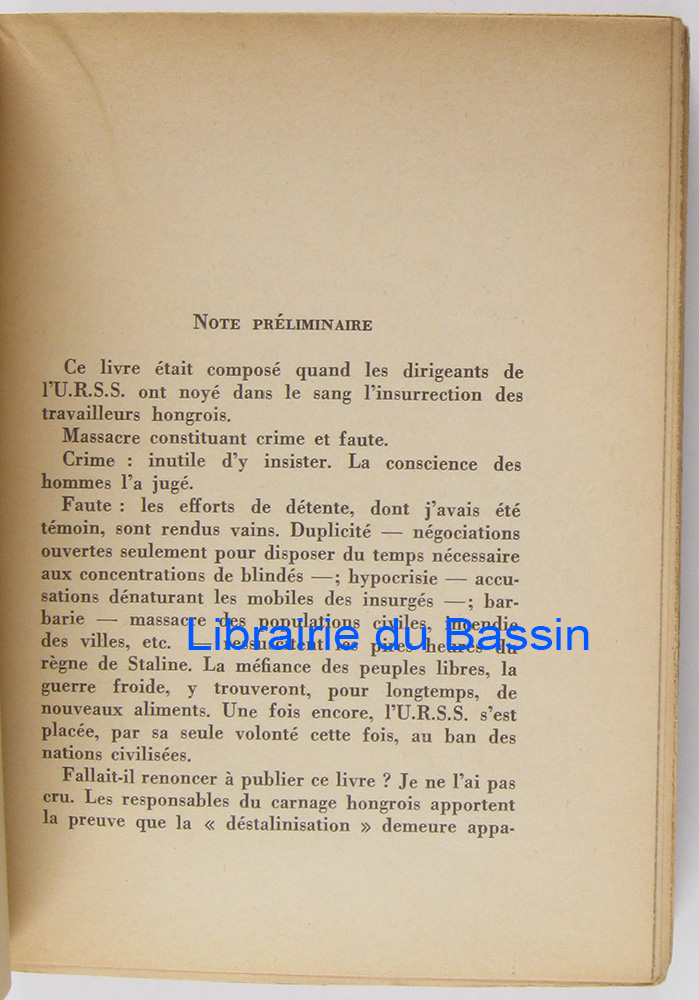 NOTE PRÉLIMINAIRE
Ce livre était composé quand les dirigeants de
l'U.R.S.S. ont noyé dans le sang l'insurrection des
travailleurs hongrois.
Massacre constituant crime et faute.
Crime : inutile d'y insister. La conscience des
hommes l'a jugé.
Faute : les efforts de détente, dont j'avais été
témoin, sont rendus vains. Duplicité — négociations
ouvertes seulement pour disposer du temps nécessaire
aux concentrations de blindés —; hypocrisie — accu-
sations dénaturant les mobiles des insurgés —; bar-
barie — massacre des populations civiles, incendie
des villes, etc. — ressuscitent les pires heures du
Librairie du Bassin
règne de Staline. La méfiance des peuples libres, la
guerre froide, y trouveront, pour longtemps, de
nouveaux aliments. Une fois encore, l'U.R.S.S. s'est
placée, par sa seule volonté cette fois, au ban des
nations civilisées.
Fallait-il renoncer à publier ce livre ? Je ne l'ai pas
cru. Les responsables du carnage hongrois apportent
la preuve que la « déstalinisation » demeure appa-